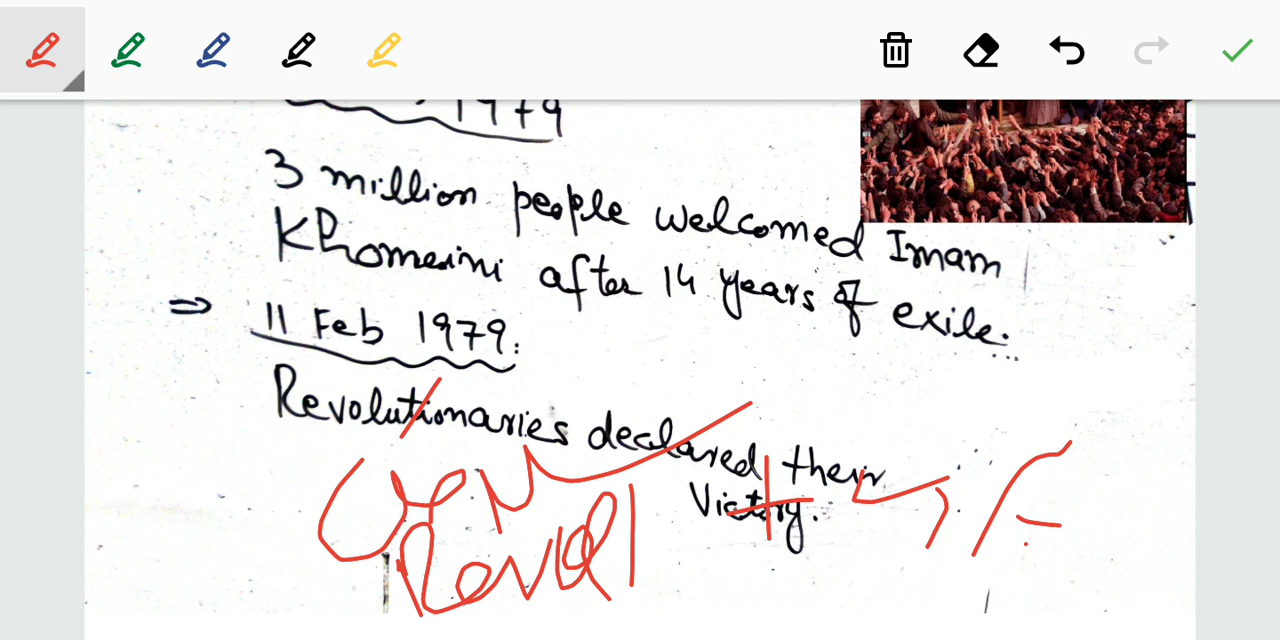 1979
3 million people welcomed Imam
Khomeini after 14 years of exile.
⇒ 11 Feb 1979:
Revolutionaries declared their
Victory.